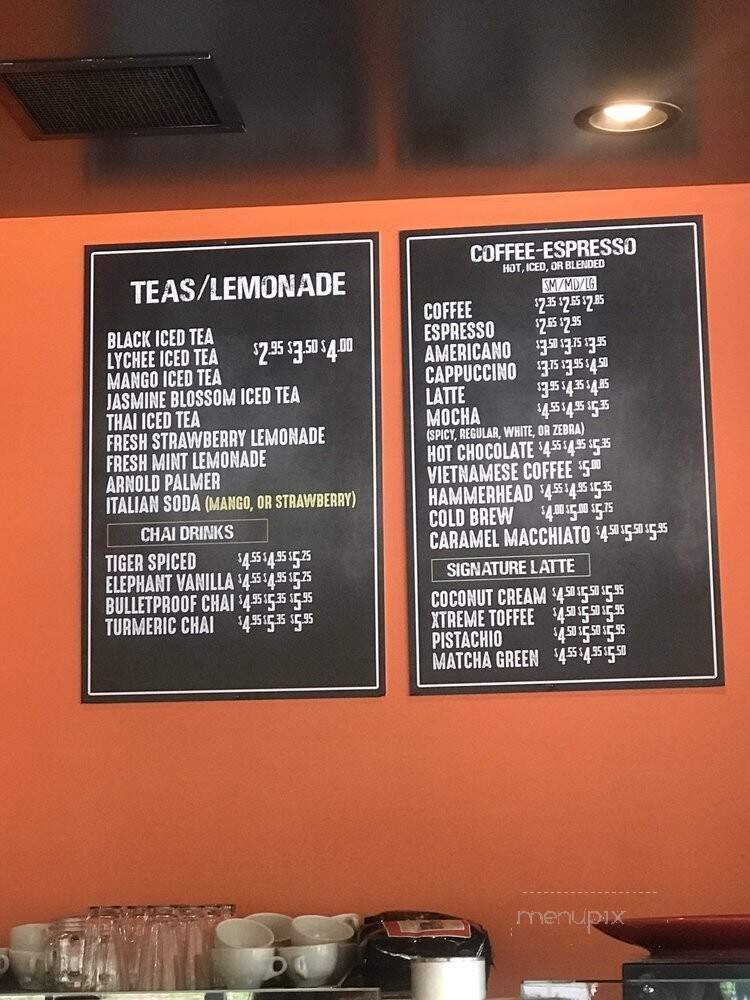 TEAS/LEMONADE
BLACK ICED TEA
LYCHEE ICED TEA $2.95 $3.50 $4.00
MANGO ICED TEA
JASMINE BLOSSOM ICED TEA
THAI ICED TEA
FRESH STRAWBERRY LEMONADE
FRESH MINT LEMONADE
ARNOLD PALMER
ITALIAN SODA (MANGO, OR STRAWBERRY)
CHAI DRINKS
TIGER SPICED $4.55 $4.95 $5.25
ELEPHANT VANILLA $4.55 $4.95 $5.25
BULLETPROOF CHAI $4.95 $5.35 $5.95
TURMERIC CHAI $4.95 $5.35 $5.95
COFFEE-ESPRESSO
HOT, ICED, OR BLENDED
SM/MD/LG
COFFEE $2.35 $2.65 $2.85
ESPRESSO $2.65 $2.95
AMERICANO $3.50 $3.75 $3.95
CAPPUCCINO $3.75 $3.95 $4.50
LATTE $3.95 $4.35 $4.85
MOCHA $4.55 $4.95 $5.35
(SPICY, REGULAR, WHITE, OR ZEBRA)
HOT CHOCOLATE $4.55 $4.95 $5.35
VIETNAMESE COFFEE $5.00
HAMMERHEAD $4.55 $4.95 $5.35
COLD BREW $4.00 $5.00 $5.75
CARAMEL MACCHIATO $4.50 $5.50 $5.95
SIGNATURE LATTE
COCONUT CREAM $4.50 $5.50 $5.95
XTREME TOFFEE $4.50 $5.50 $5.95
PISTACHIO $4.50 $5.50 $5.95
MATCHA GREEN $4.55 $4.95 $5.50
menupix